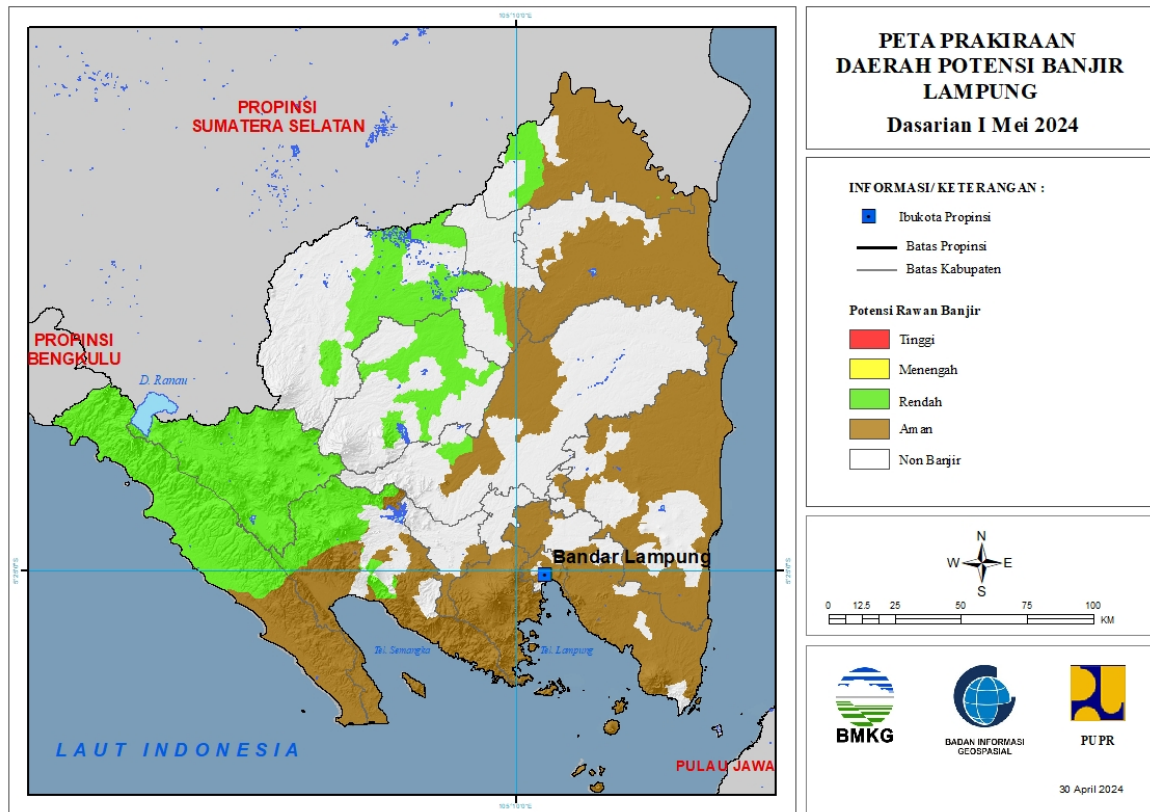 PETA PRAKIRAAN
DAERAH POTENSI BANJIR
LAMPUNG
Dasarian I Mei 2024
INFORMASI/ KETERANGAN :
Ibukota Propinsi
Batas Propinsi
Batas Kabupaten
Potensi Rawan Banjir
Tinggi
Menengah
Rendah
Aman
Non Banjir
N
W E
S
0 12.5 25 50 75 100
KM
BMKG
BADAN INFORMASI
GEOSPASIAL
PUPR
30 April 2024
PROPINSI
SUMATERA SELATAN
PROPINSI
BENGKULU
D. Ranau
Bandar Lampung
Tel. Semangka
Tel. Lampung
LAUT INDONESIA
PULAU JAWA